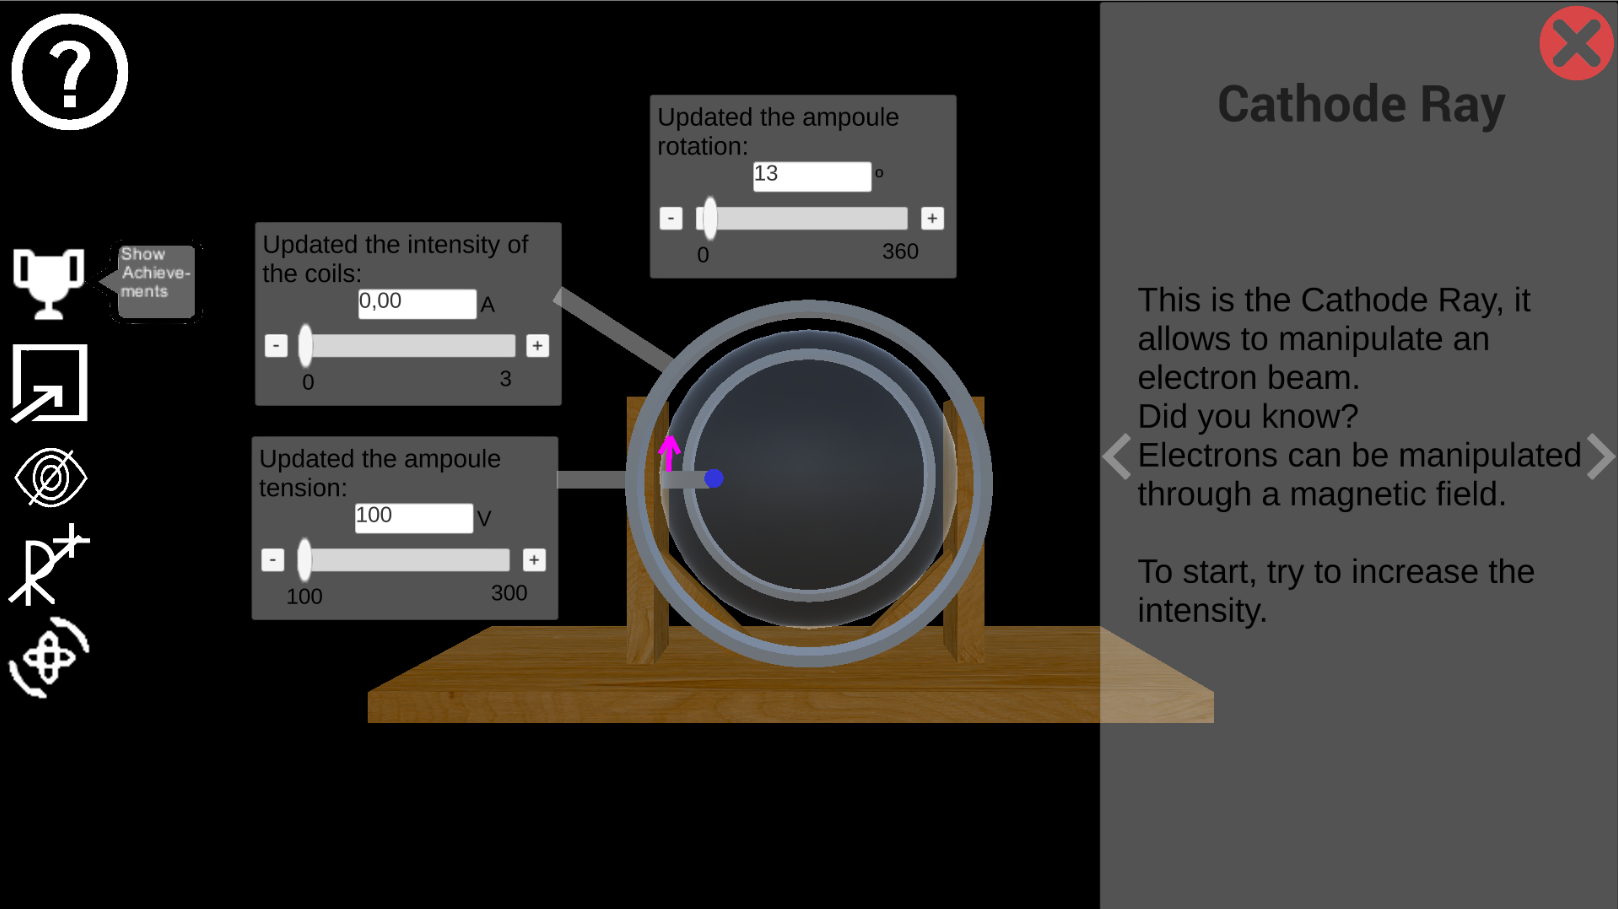 ?
Cathode Ray
Updated the ampoule
rotation:
13 º
- +
0 360
Show
Achieve-
ments
Updated the intensity of
the coils:
0,00 A
- +
0 3
Updated the ampoule
tension:
100 V
- +
100 300
This is the Cathode Ray, it
allows to manipulate an
electron beam.
Did you know?
Electrons can be manipulated
through a magnetic field.
To start, try to increase the
intensity.